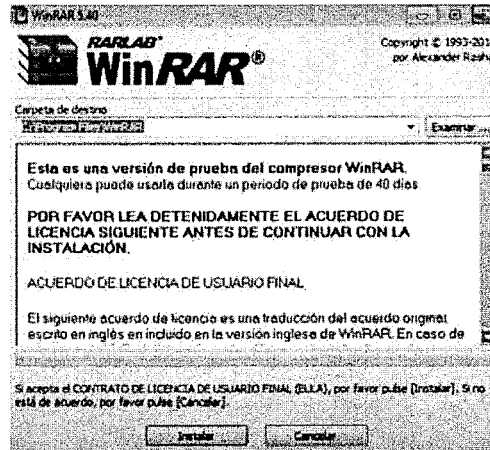 WinRAR 5.40
RARLAB®
WinRAR®
Copyright © 1993-201
por Alexander Rosha
Carpeta de destino
C:\Program Files\WinRAR
Examinar...
Esta es una versión de prueba del compresor WinRAR.
Cualquiera puede usarla durante un periodo de prueba de 40 días.
POR FAVOR LEA DETENIDAMENTE EL ACUERDO DE
LICENCIA SIGUIENTE ANTES DE CONTINUAR CON LA
INSTALACIÓN.
ACUERDO DE LICENCIA DE USUARIO FINAL
El siguiente acuerdo de licencia es una traducción del acuerdo original
escrito en inglés en incluido en la versión inglesa de WinRAR. En caso de
Si acepta el CONTRATO DE LICENCIA DE USUARIO FINAL (EULA), por favor pulse [Instalar]. Si no
está de acuerdo, por favor pulse [Cancelar].
Instalar
Cancelar